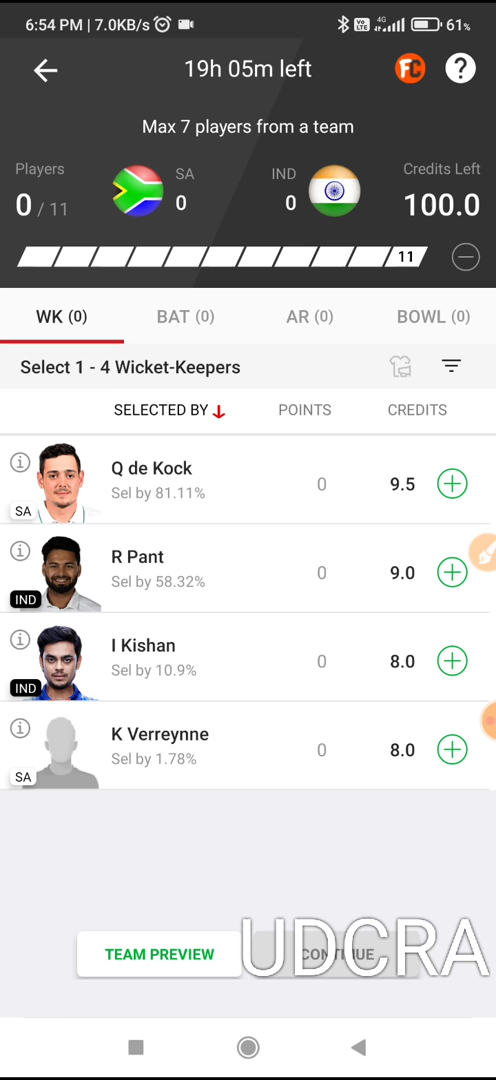 6:54 PM | 7.0KB/s
Vo LTE 4G 61%
19h 05m left
FC ?
Max 7 players from a team
Players SA IND Credits Left
0 / 11 0 0 100.0
11
WK (0) BAT (0) AR (0) BOWL (0)
Select 1 - 4 Wicket-Keepers
SELECTED BY POINTS CREDITS
Q de Kock
Sel by 81.11%
0 9.5
SA
R Pant
Sel by 58.32%
0 9.0
IND
I Kishan
Sel by 10.9%
0 8.0
IND
K Verreynne
Sel by 1.78%
0 8.0
SA
TEAM PREVIEW CONTINUE
UDCRA